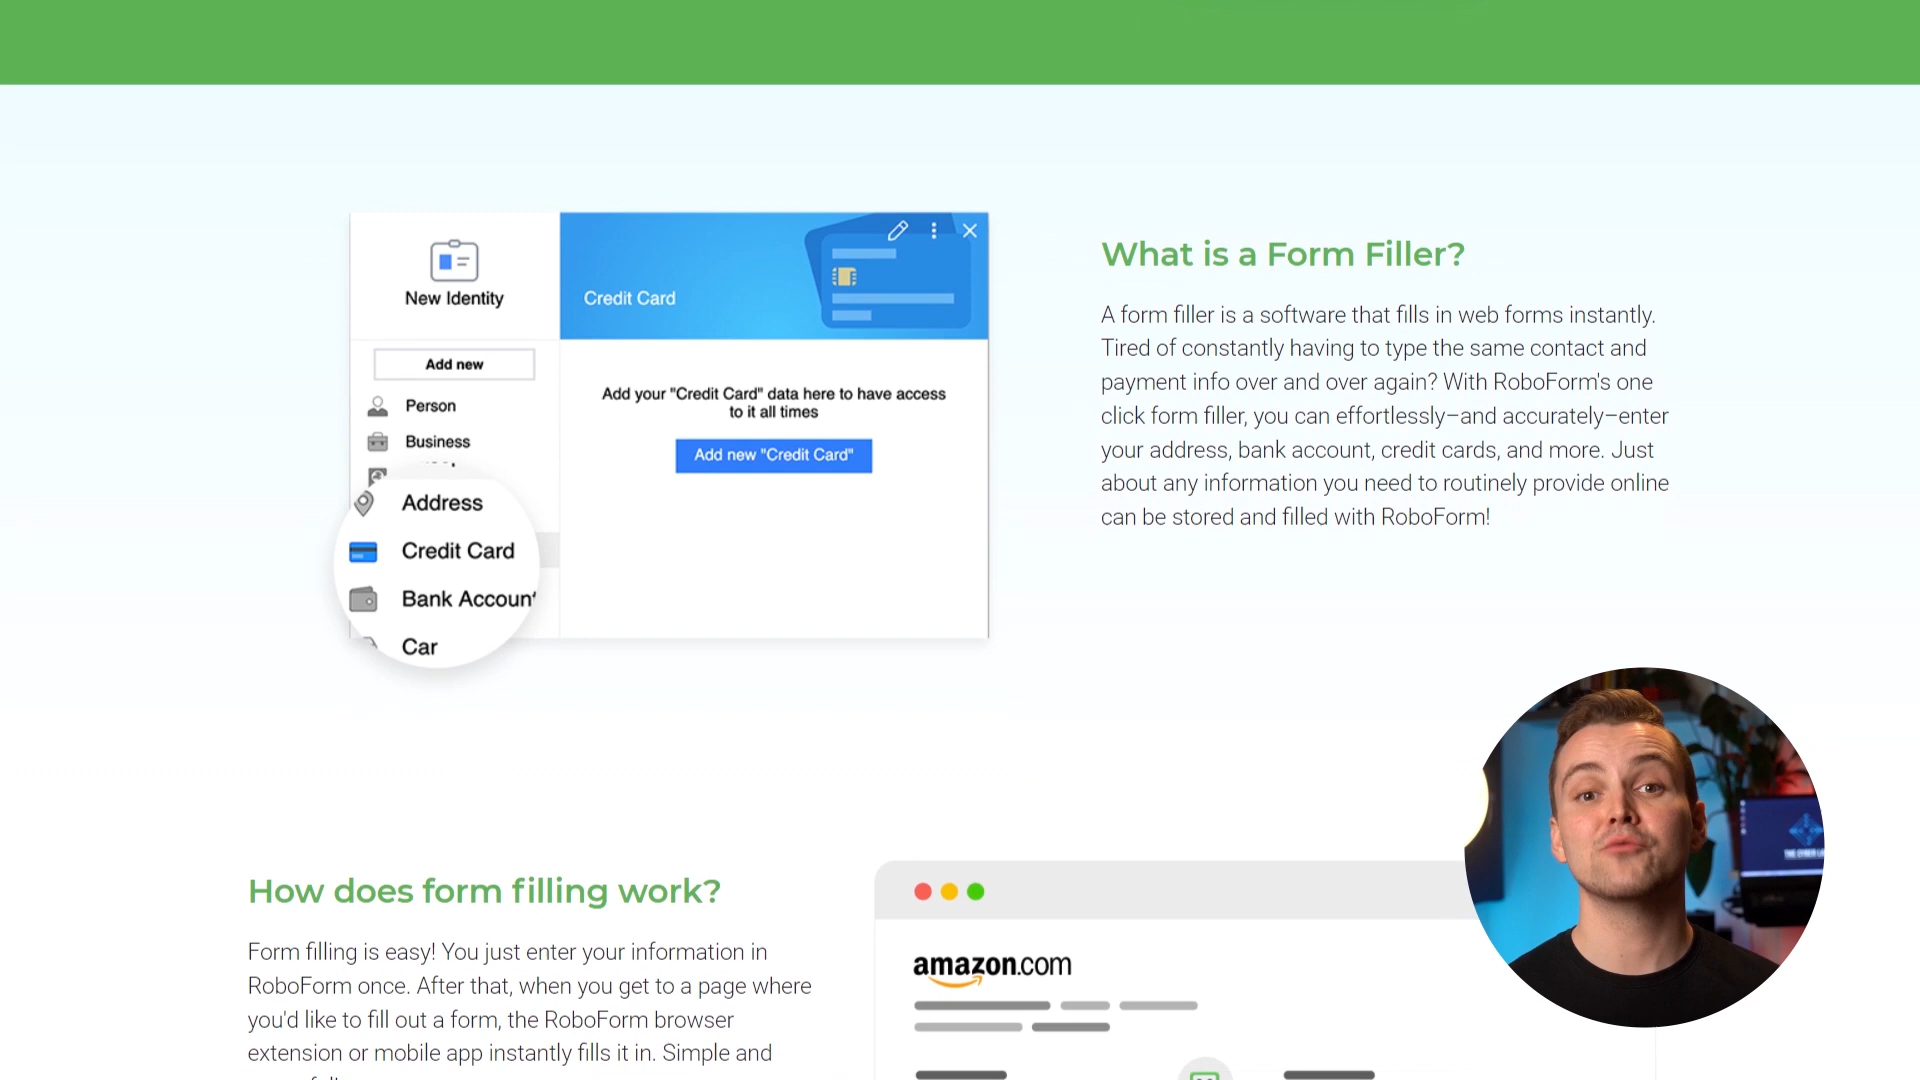 New Identity
Credit Card
Add new
Person
Business
Address
Credit Card
Bank Account
Car
Add your "Credit Card" data here to have access
to it all times
Add new "Credit Card"
What is a Form Filler?
A form filler is a software that fills in web forms instantly.
Tired of constantly having to type the same contact and
payment info over and over again? With RoboForm's one
click form filler, you can effortlessly–and accurately–enter
your address, bank account, credit cards, and more. Just
about any information you need to routinely provide online
can be stored and filled with RoboForm!
How does form filling work?
Form filling is easy! You just enter your information in
RoboForm once. After that, when you get to a page where
you'd like to fill out a form, the RoboForm browser
extension or mobile app instantly fills it in. Simple and
amazon.com